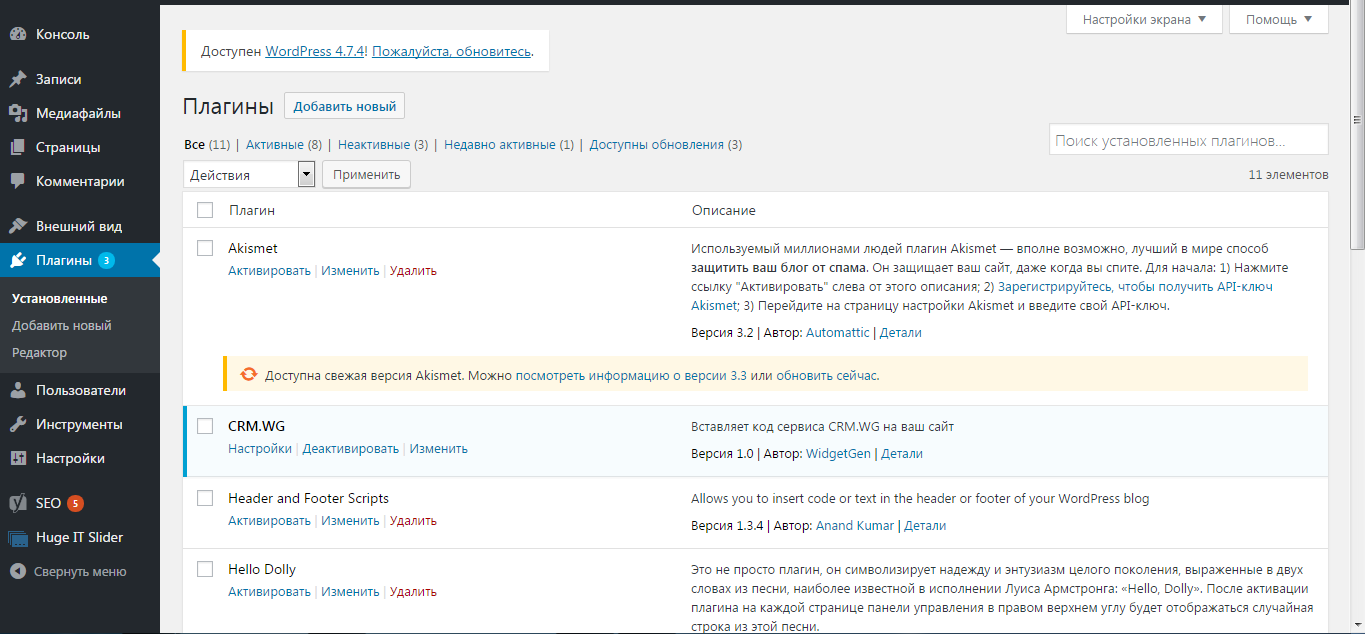 Консоль
Записи
Медиафайлы
Страницы
Комментарии
Внешний вид
Плагины 3
Установленные
Добавить новый
Редактор
Пользователи
Инструменты
Настройки
SEO 5
Huge IT Slider
Свернуть меню
Настройки экрана
Помощь
Доступен WordPress 4.7.4! Пожалуйста, обновитесь.
Плагины Добавить новый
Все (11) | Активные (8) | Неактивные (3) | Недавно активные (1) | Доступны обновления (3)
Поиск установленных плагинов...
Действия Применить
11 элементов
Плагин Описание
Akismet
Активировать | Изменить | Удалить
Используемый миллионами людей плагин Akismet — вполне возможно, лучший в мире способ
защитить ваш блог от спама. Он защищает ваш сайт, даже когда вы спите. Для начала: 1) Нажмите
ссылку "Активировать" слева от этого описания; 2) Зарегистрируйтесь, чтобы получить API-ключ
Akismet; 3) Перейдите на страницу настройки Akismet и введите свой API-ключ.
Версия 3.2 | Автор: Automattic | Детали
Доступна свежая версия Akismet. Можно посмотреть информацию о версии 3.3 или обновить сейчас.
CRM.WG
Настройки | Деактивировать | Изменить
Вставляет код сервиса CRM.WG на ваш сайт
Версия 1.0 | Автор: WidgetGen | Детали
Header and Footer Scripts
Активировать | Изменить | Удалить
Allows you to insert code or text in the header or footer of your WordPress blog
Версия 1.3.4 | Автор: Anand Kumar | Детали
Hello Dolly
Активировать | Изменить | Удалить
Это не просто плагин, он символизирует надежду и энтузиазм целого поколения, выраженные в двух
словах из песни, наиболее известной в исполнении Луиса Армстронга: «Hello, Dolly». После активации
плагина на каждой странице панели управления в правом верхнем углу будет отображаться случайная
строка из этой песни.